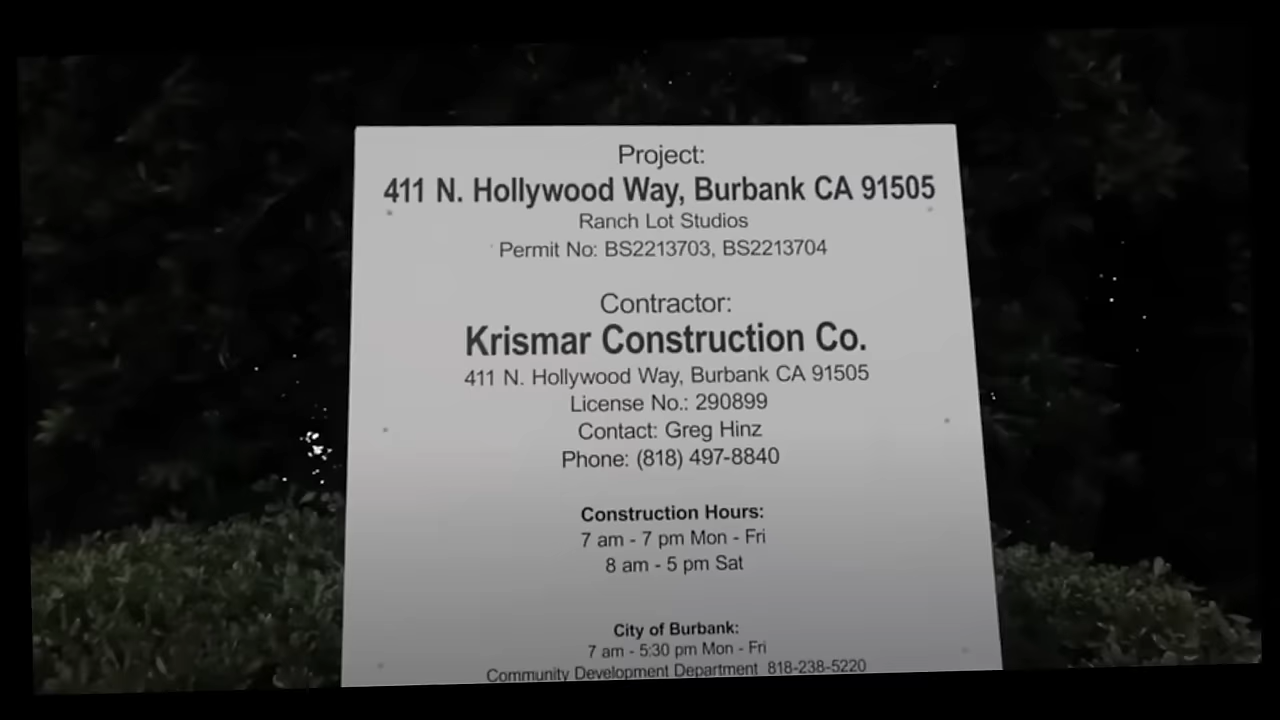 Project:
411 N. Hollywood Way, Burbank CA 91505
Ranch Lot Studios
Permit No: BS2213703, BS2213704
Contractor:
Krismar Construction Co.
411 N. Hollywood Way, Burbank CA 91505
License No.: 290899
Contact: Greg Hinz
Phone: (818) 497-8840
Construction Hours:
7 am - 7 pm Mon - Fri
8 am - 5 pm Sat
City of Burbank:
7 am - 5:30 pm Mon - Fri
Community Development Department 818-238-5220